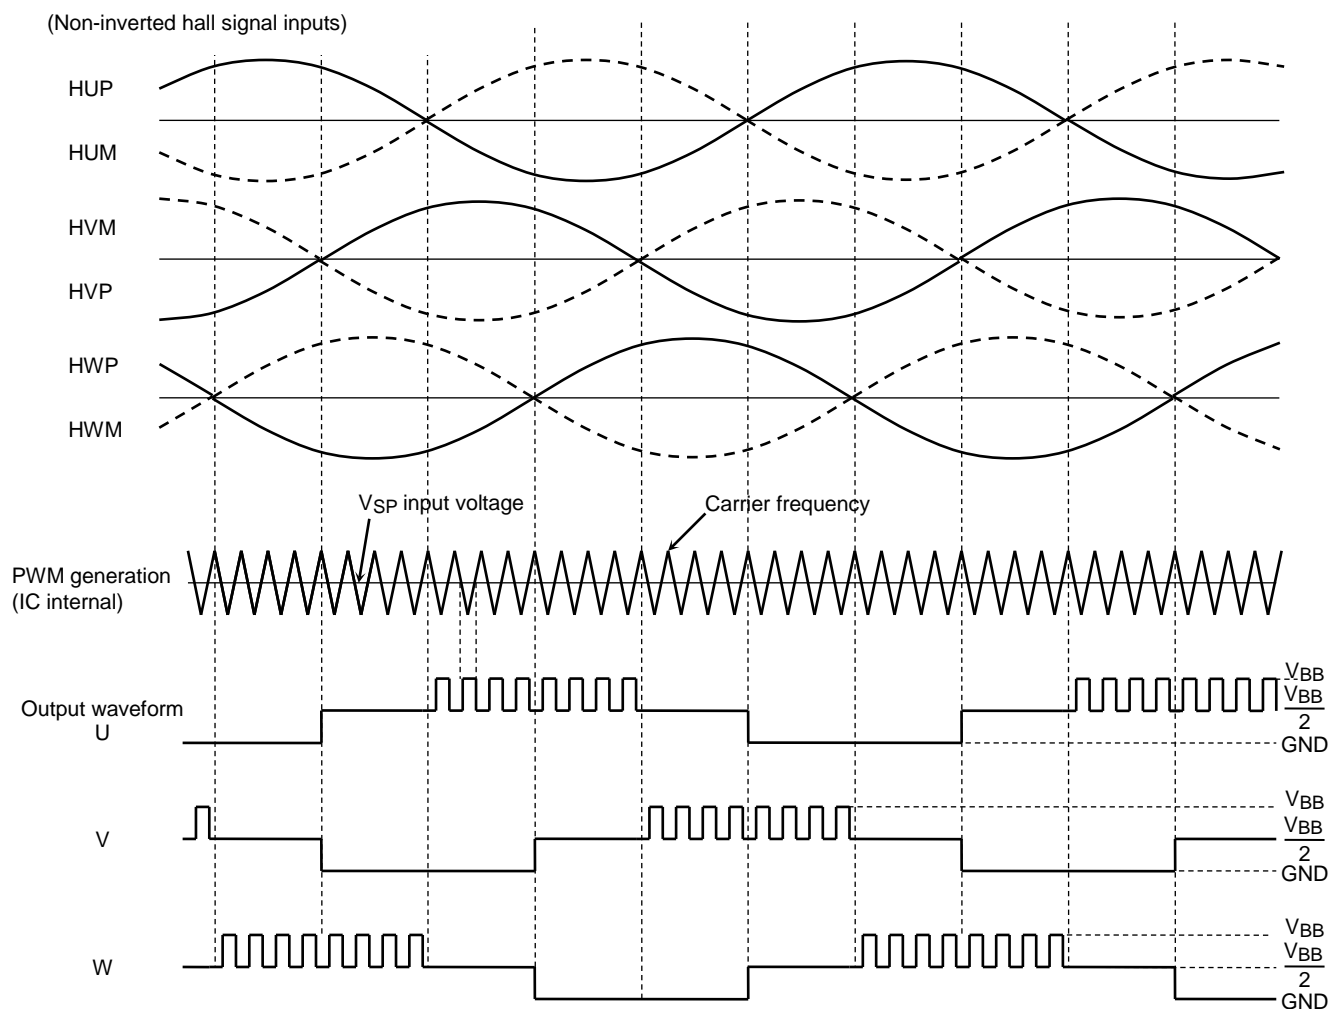 (Non-inverted hall signal inputs)
HUP
HUM
HVM
HVP
HWP
HWM
VSP input voltage
Carrier frequency
PWM generation
(IC internal)
Output waveform
U
VBB
VBB
2
GND
V
VBB
VBB
2
GND
W
VBB
VBB
2
GND